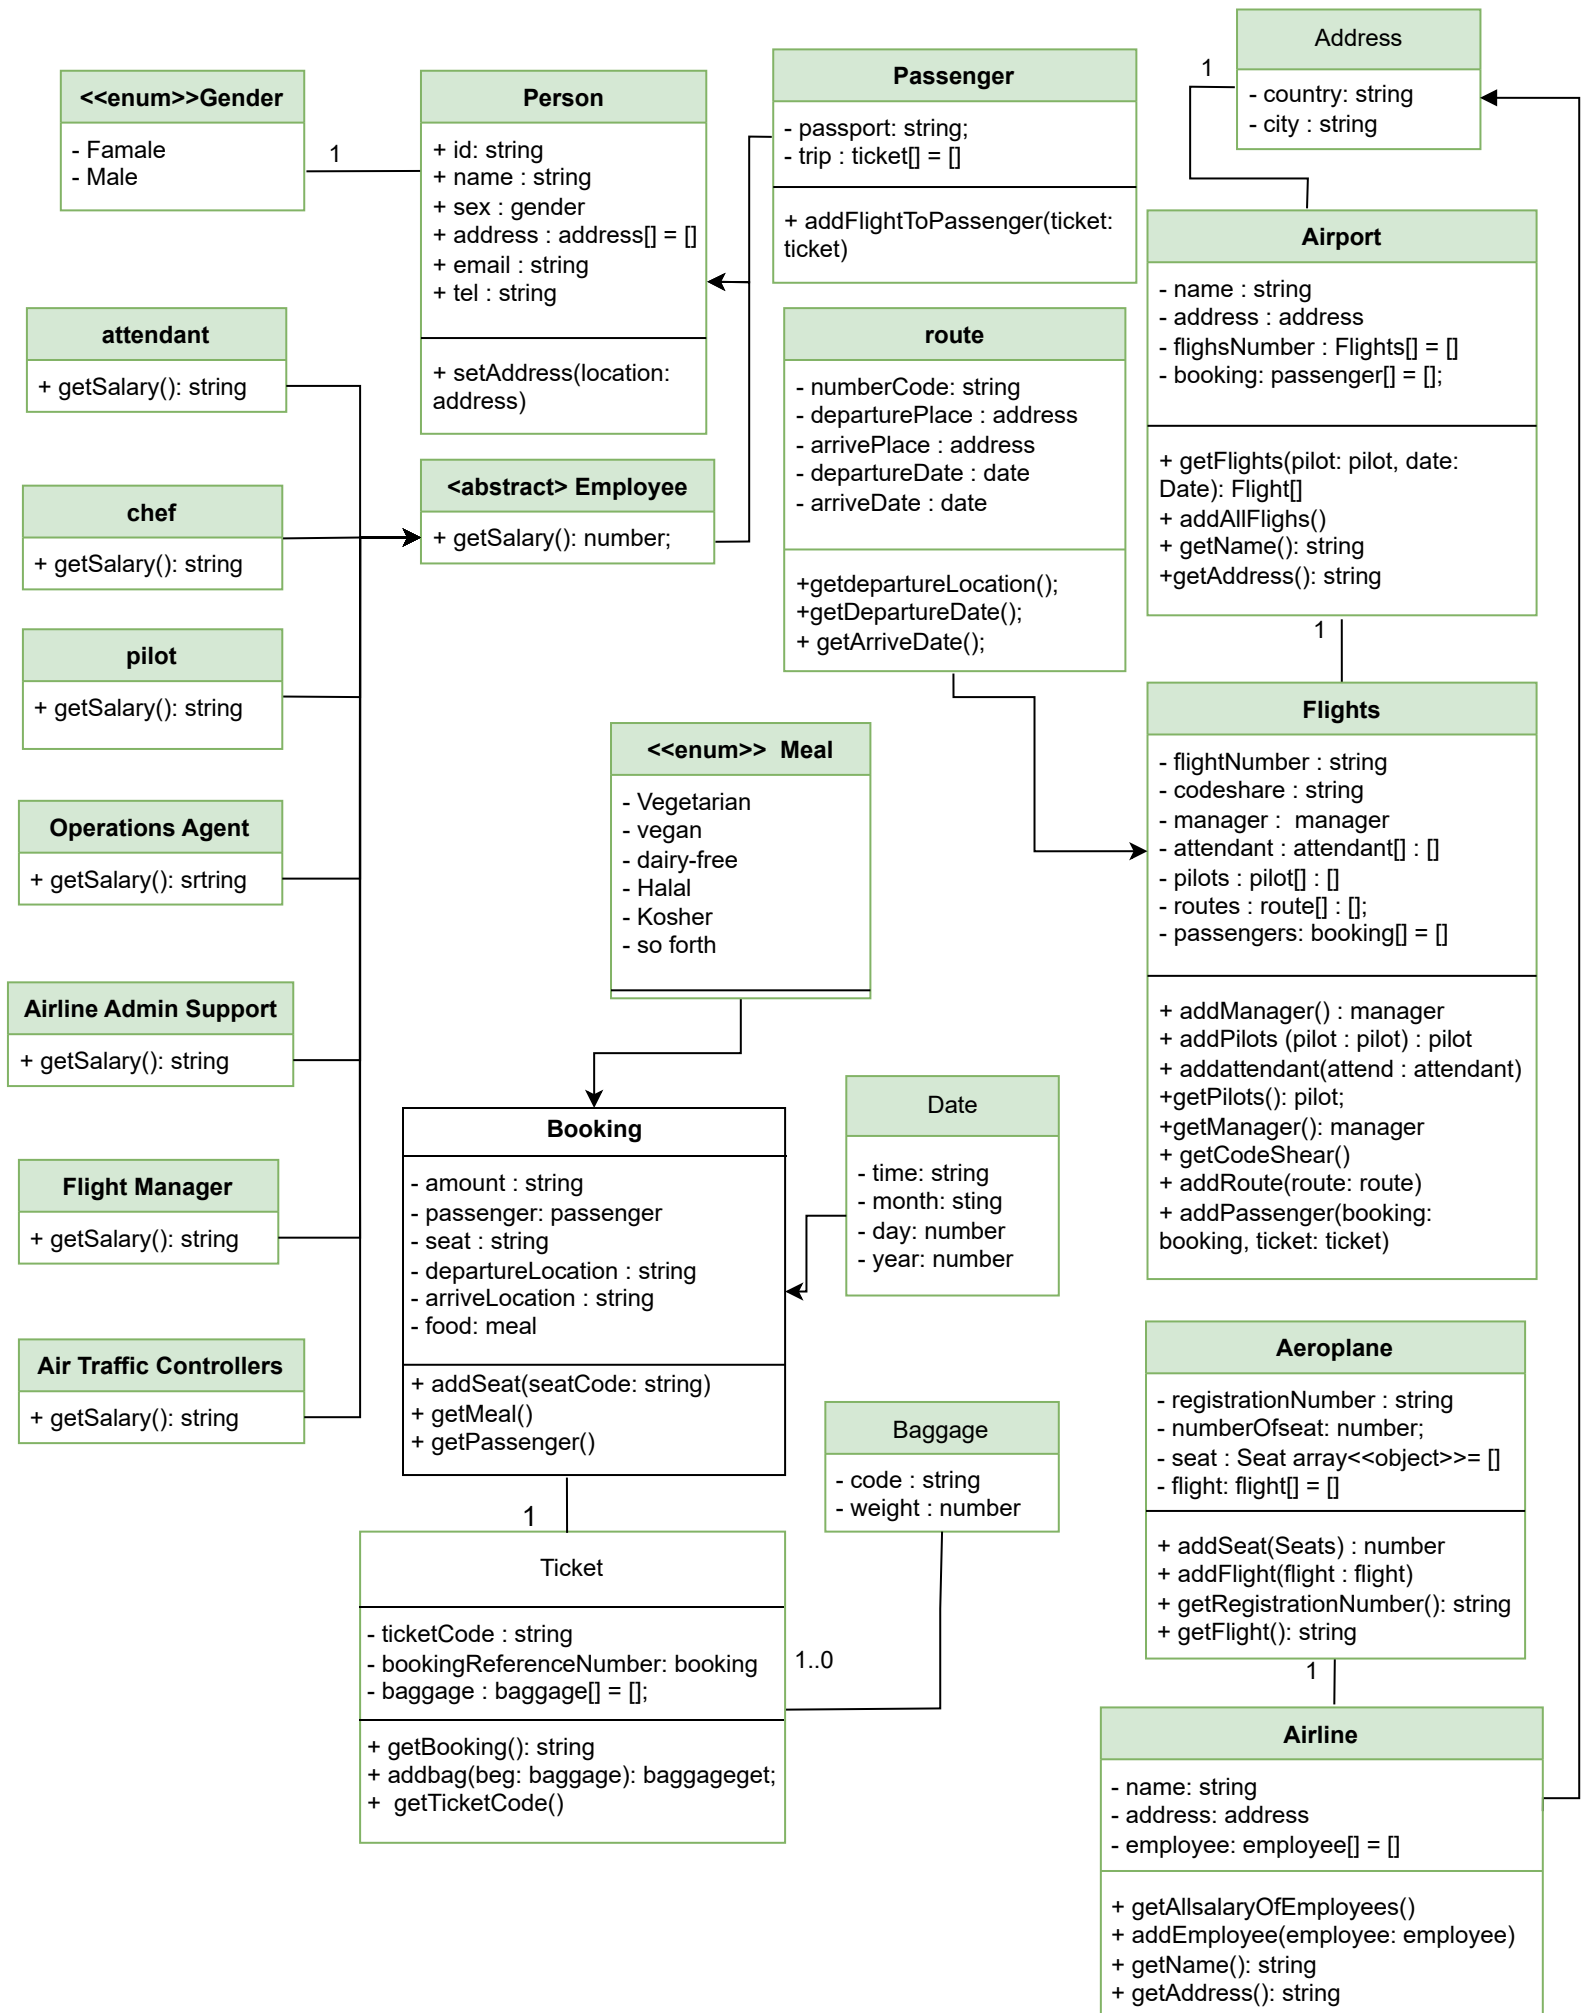 Address
- country: string
- city : string
1
<<enum>>Gender
- Famale
- Male
1
Person
+ id: string
+ name : string
+ sex : gender
+ address : address[] = []
+ email : string
+ tel : string
+ setAddress(location:
address)
Passenger
- passport: string;
- trip : ticket[] = []
+ addFlightToPassenger(ticket:
ticket)
Airport
- name : string
- address : address
- flighsNumber : Flights[] = []
- booking: passenger[] = [];
+ getFlights(pilot: pilot, date:
Date): Flight[]
+ addAllFlighs()
+ getName(): string
+getAddress(): string
1
attendant
+ getSalary(): string
route
- numberCode: string
- departurePlace : address
- arrivePlace : address
- departureDate : date
- arriveDate : date
+getdepartureLocation();
+getDepartureDate();
+ getArriveDate();
<abstract> Employee
+ getSalary(): number;
chef
+ getSalary(): string
pilot
+ getSalary(): string
Operations Agent
+ getSalary(): srtring
Airline Admin Support
+ getSalary(): string
Flight Manager
+ getSalary(): string
Air Traffic Controllers
+ getSalary(): string
<<enum>>  Meal
- Vegetarian
- vegan
- dairy-free
- Halal
- Kosher
- so forth
Flights
- flightNumber : string
- codeshare : string
- manager :  manager
- attendant : attendant[] : []
- pilots : pilot[] : []
- routes : route[] : [];
- passengers: booking[] = []
+ addManager() : manager
+ addPilots (pilot : pilot) : pilot
+ addattendant(attend : attendant)
+getPilots(): pilot;
+getManager(): manager
+ getCodeShear()
+ addRoute(route: route)
+ addPassenger(booking:
booking, ticket: ticket)
Booking
- amount : string
- passenger: passenger
- seat : string
- departureLocation : string
- arriveLocation : string
- food: meal
+ addSeat(seatCode: string)
+ getMeal()
+ getPassenger()
1
Date
- time: string
- month: sting
- day: number
- year: number
Baggage
- code : string
- weight : number
1..0
Ticket
- ticketCode : string
- bookingReferenceNumber: booking
- baggage : baggage[] = [];
+ getBooking(): string
+ addbag(beg: baggage): baggageget;
+  getTicketCode()
Aeroplane
- registrationNumber : string
- numberOfseat: number;
- seat : Seat array<<object>>= []
- flight: flight[] = []
+ addSeat(Seats) : number
+ addFlight(flight : flight)
+ getRegistrationNumber(): string
+ getFlight(): string
1
Airline
- name: string
- address: address
- employee: employee[] = []
+ getAllsalaryOfEmployees()
+ addEmployee(employee: employee)
+ getName(): string
+ getAddress(): string